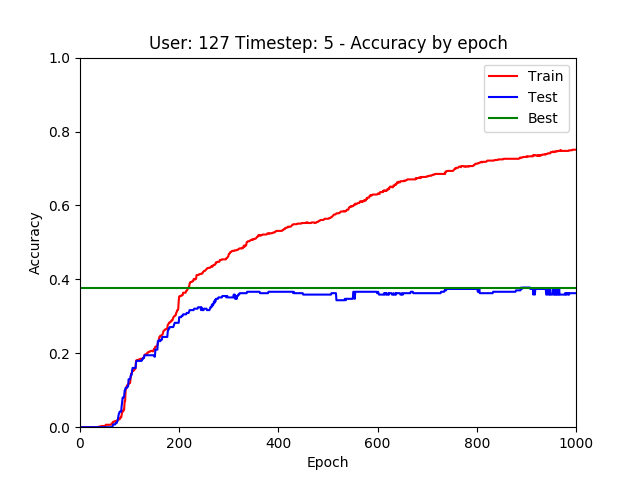 User: 127 Timestep: 5 - Accuracy by epoch
1.0
0.8
0.6
0.4
0.2
0.0
Accuracy
Train
Test
Best
0 200 400 600 800 1000
Epoch